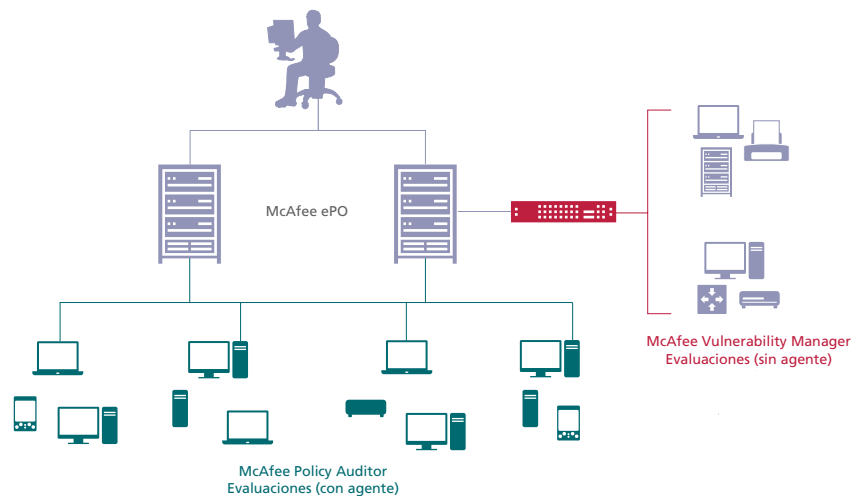 McAfee ePO
McAfee Vulnerability Manager
Evaluaciones (sin agente)
McAfee Policy Auditor
Evaluaciones (con agente)